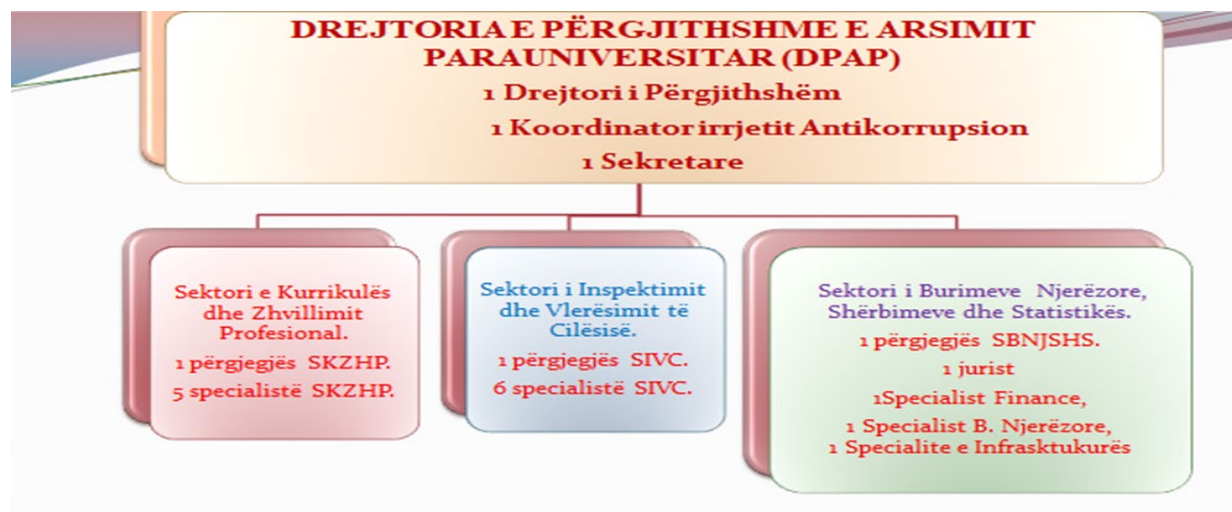 DREJTORIA E PËRGJITHSHME E ARSIMIT
PARAUNIVERSITAR (DPAP)
1 Drejtori i Përgjithshëm
1 Koordinator irrjetit Antikorrupsion
1 Sekretare
Sektori e Kurrikulës
dhe Zhvillimit
Profesional.
1 përgjegjës SKZHP.
5 specialistë SKZHP.
Sektori i Inspektimit
dhe Vlerësimit të
Cilësisë.
1 përgjegjës SIVC.
6 specialistë SIVC.
Sektori i Burimeve Njerëzore,
Shërbimeve dhe Statistikës.
1 përgjegjës SBNJSHS.
1 jurist
1Specialist Finance,
1 Specialist B. Njerëzore,
1 Specialite e Infrasktukurës